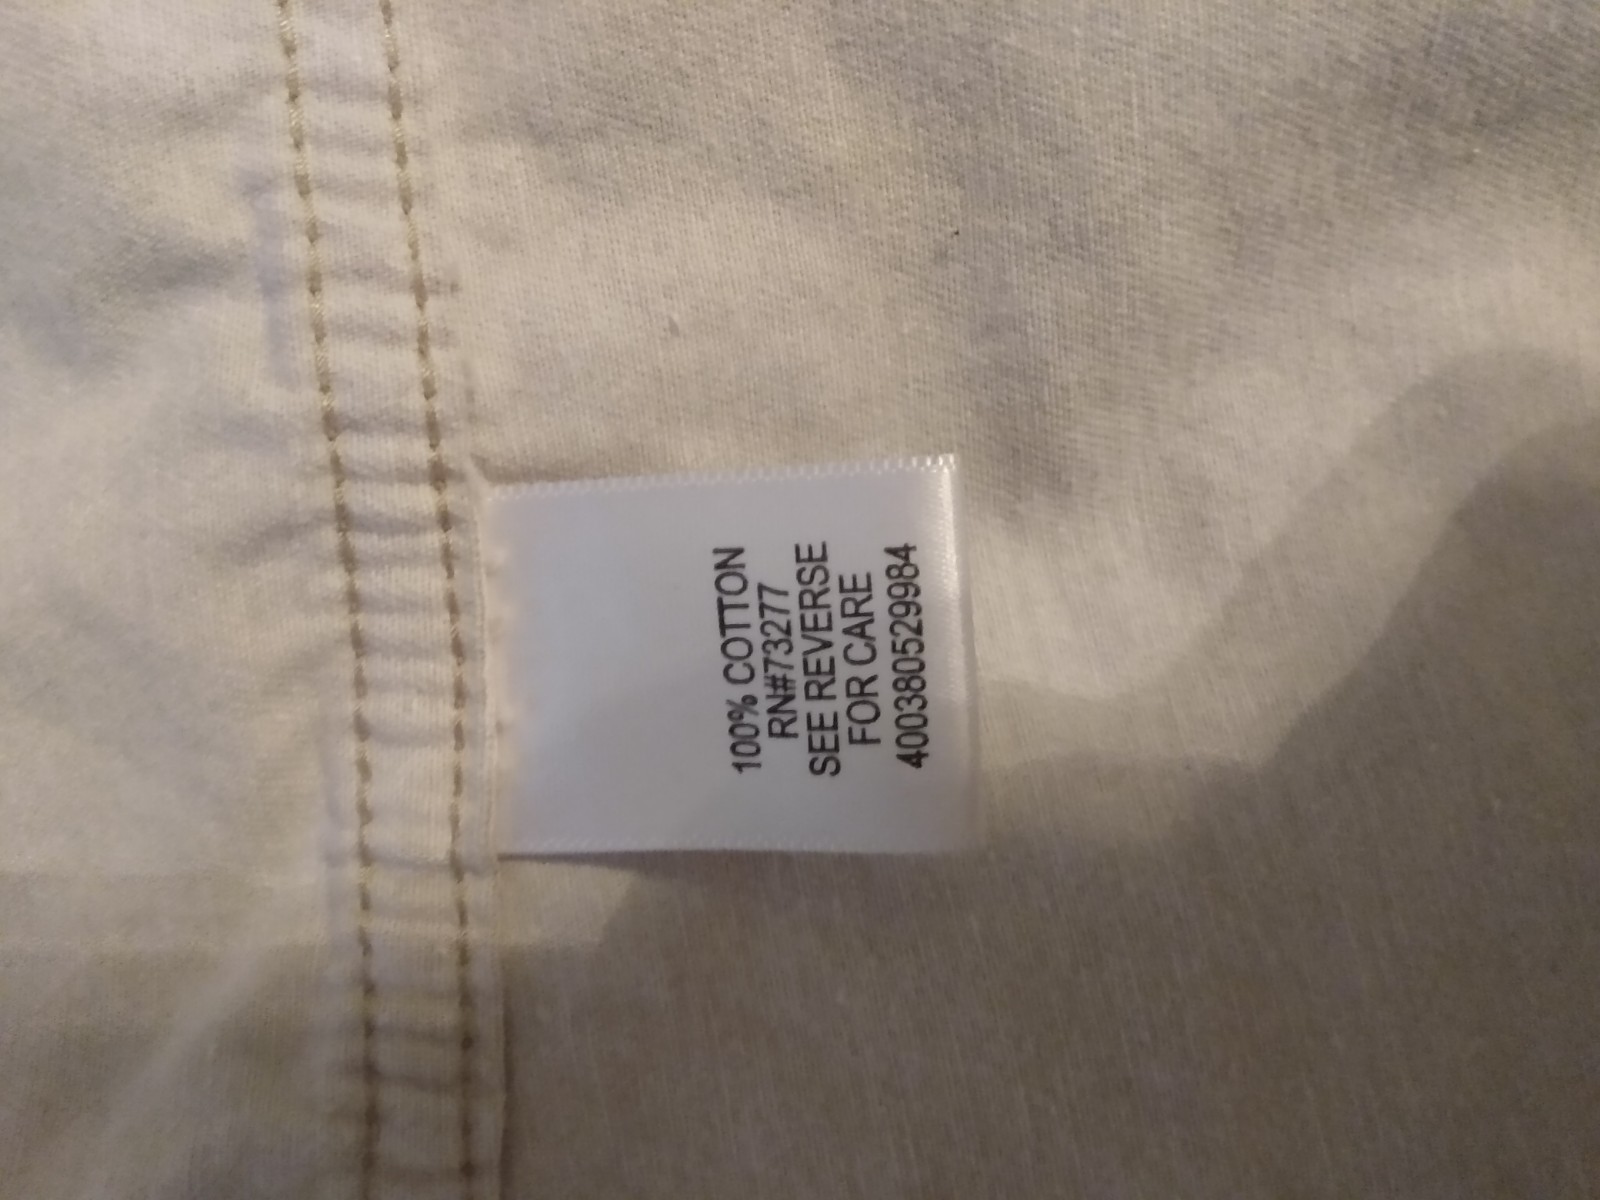 100% COTTON
RN#73277
SEE REVERSE
FOR CARE
400380529984